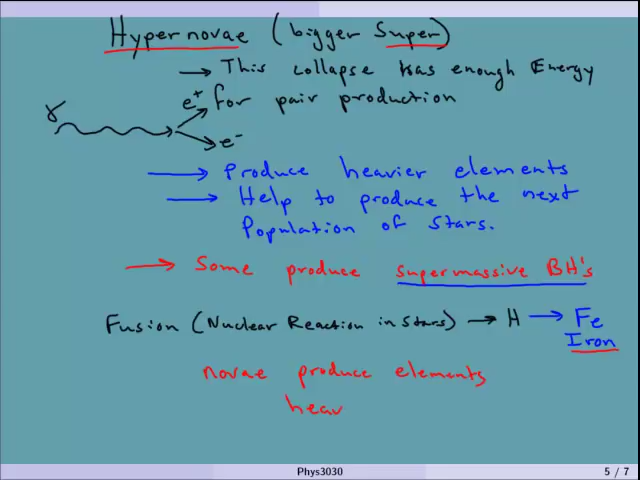 Hypernovae (bigger Super)
→ This collapse has enough Energy
γ e+ for pair production
e-
→ Produce heavier elements
→ Help to produce the next
Population of Stars.
→ Some produce supermassive BH's
Fusion (Nuclear Reaction in Stars) → H → Fe
Iron
novae produce elements
heav
Phys3030 5 / 7